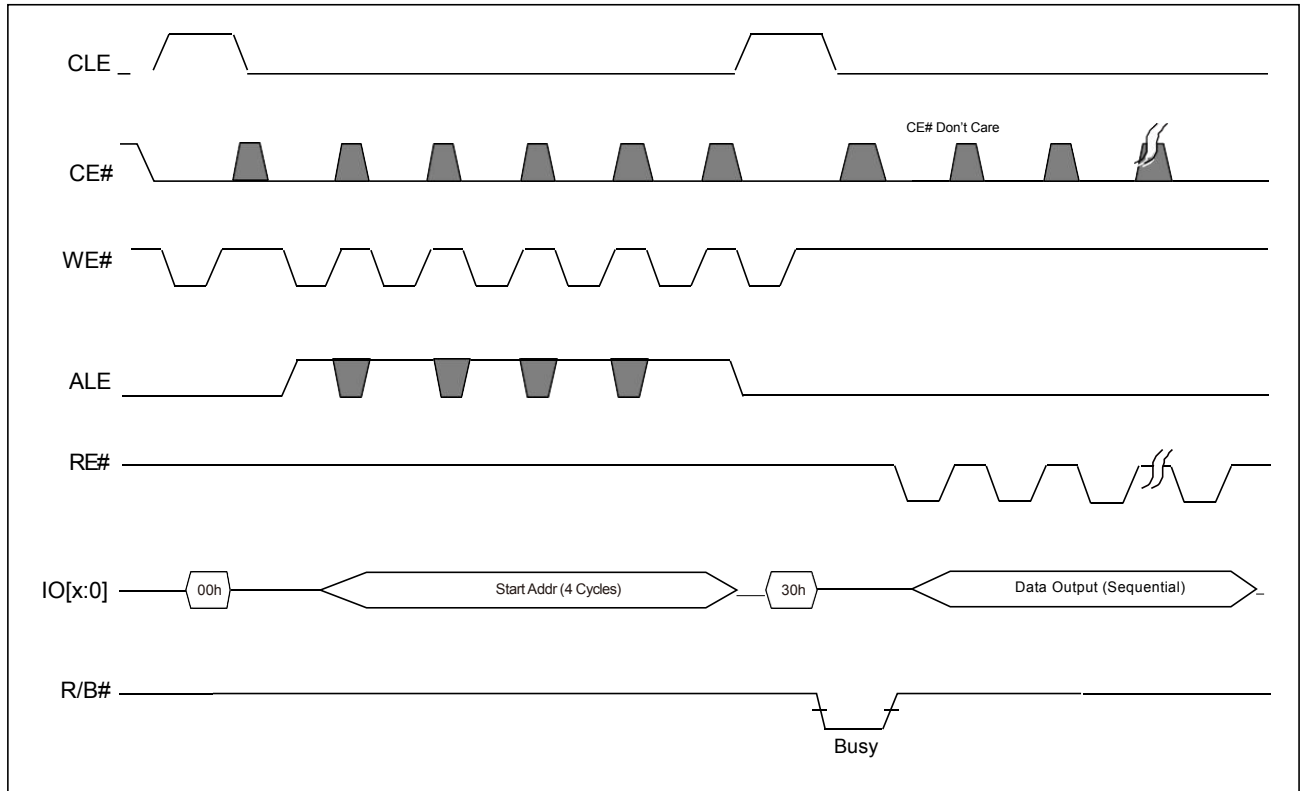 CLE
CE# Don't Care
CE#
WE#
ALE
RE#
IO[x:0] 00h Start Addr (4 Cycles) 30h Data Output (Sequential)
R/B#
Busy